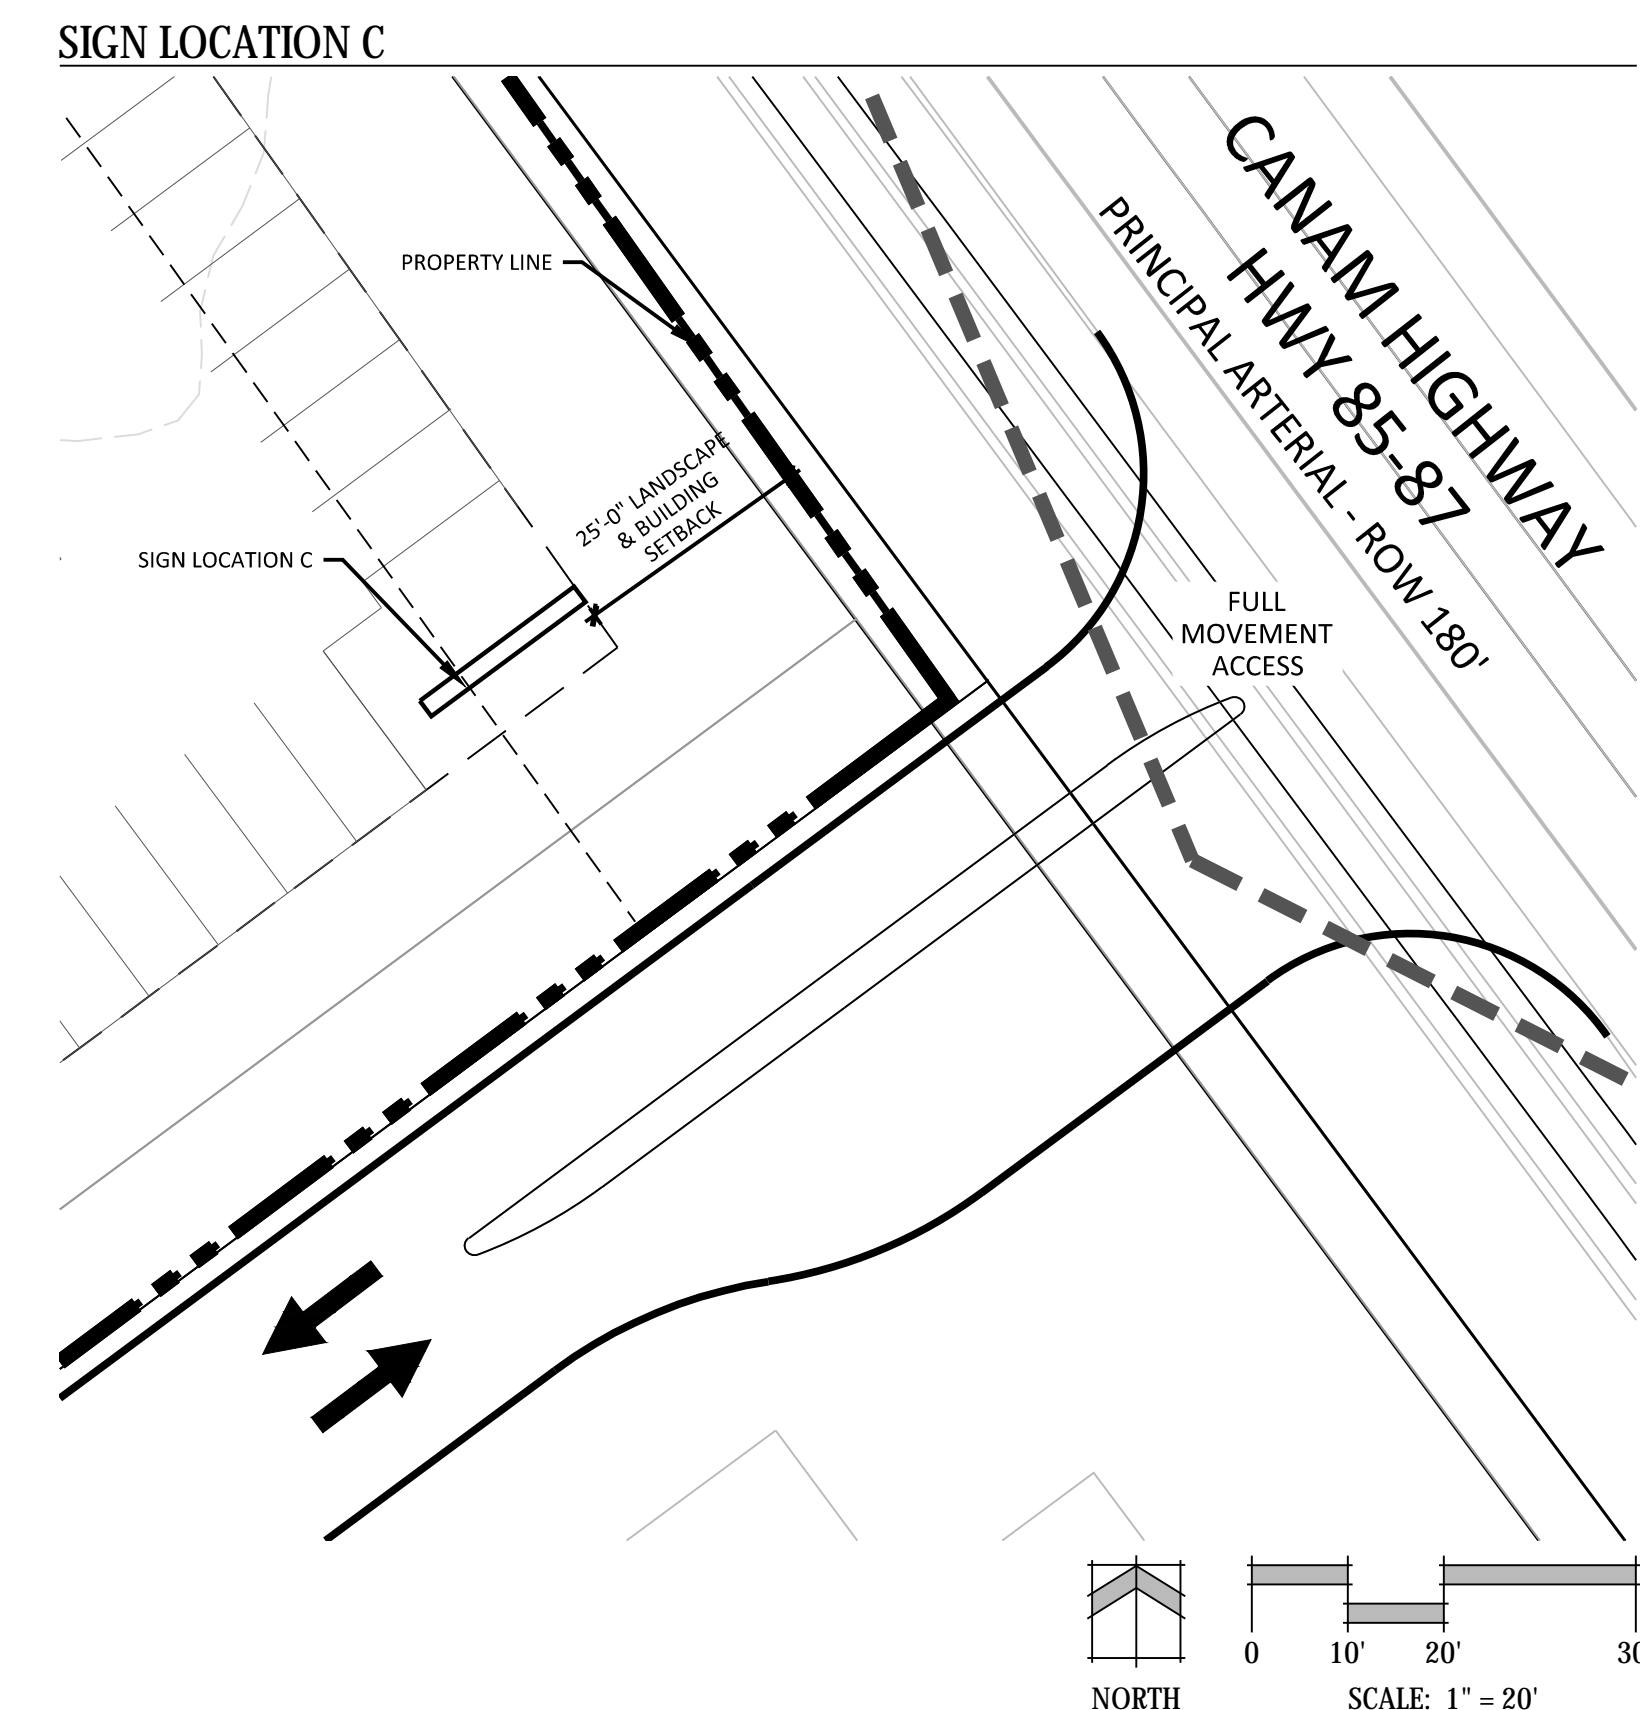 SIGN LOCATION C
CANAM HIGHWAY
HWY 85-87
PRINCIPAL ARTERIAL - ROW 180'
PROPERTY LINE
25'-0" LANDSCAPE
& BUILDING
SETBACK
SIGN LOCATION C
FULL
MOVEMENT
ACCESS
0 10' 20'
NORTH
SCALE: 1" = 20'